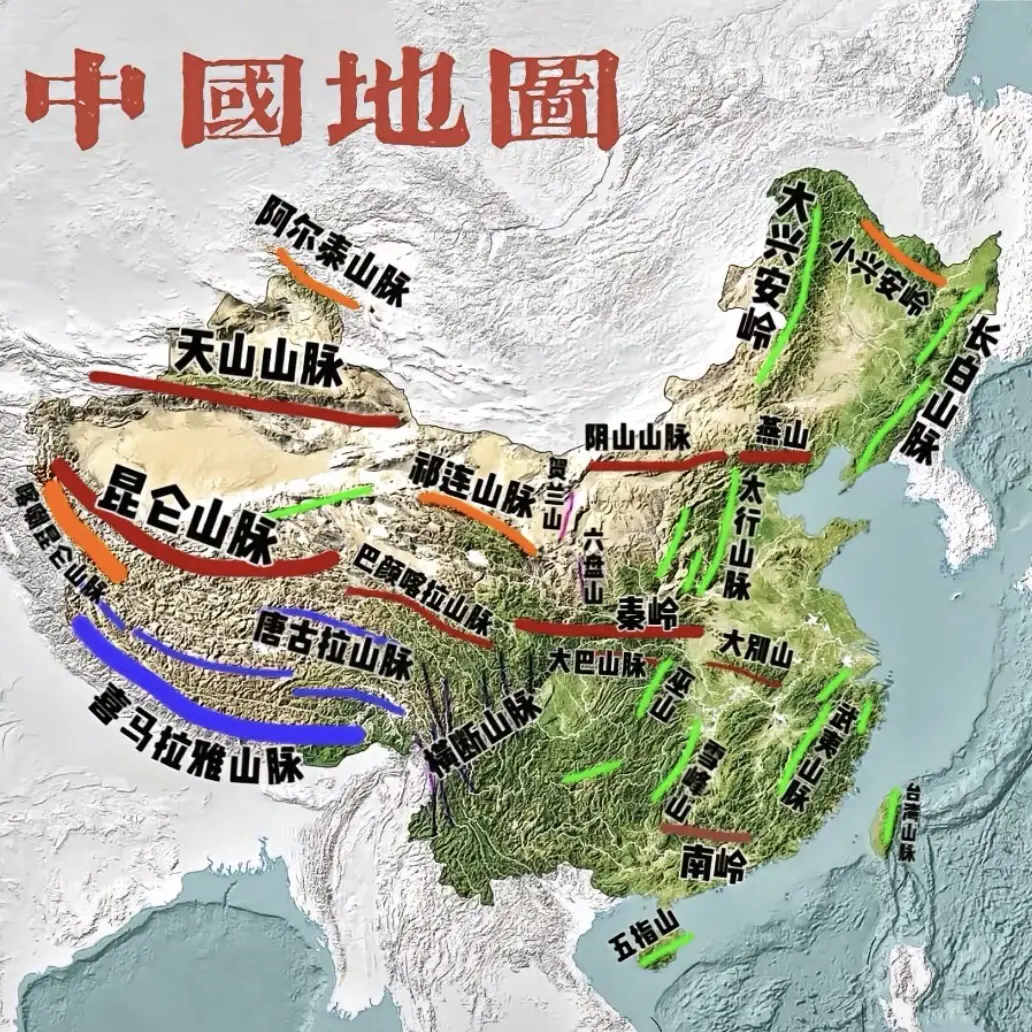 中國地圖
阿尔泰山脉
大兴安岭
小兴安岭
长白山脉
天山山脉
阴山山脉
燕山
昆仑山脉
祁连山脉
贺兰山
太行山脉
喀喇昆仑山脉
六盘山
巴颜喀拉山脉
秦岭
唐古拉山脉
大巴山脉
大别山
巫山
喜马拉雅山脉
横断山脉
武夷山脉
雪峰山
台湾山脉
南岭
五指山